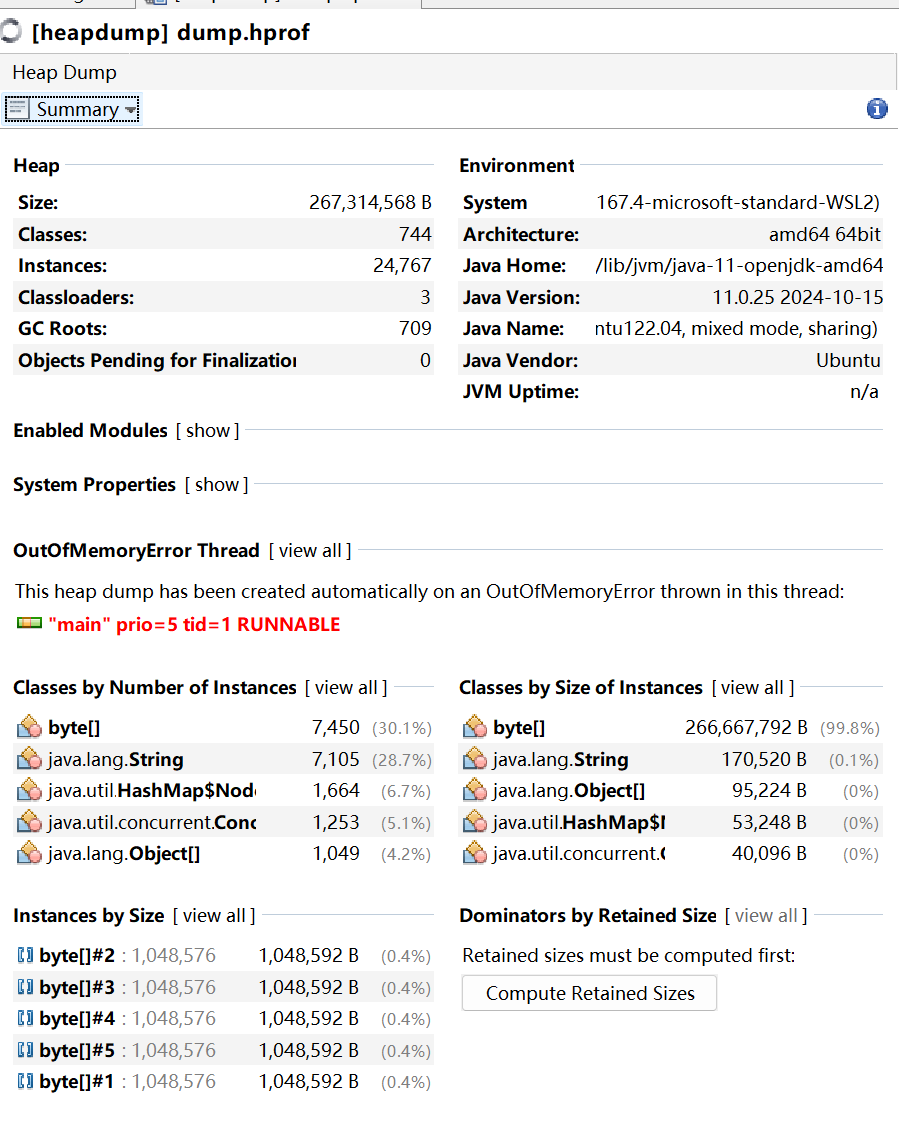 [heapdump] dump.hprof
Heap Dump
Summary
Heap
Size: 267,314,568 B
Classes: 744
Instances: 24,767
Classloaders: 3
GC Roots: 709
Objects Pending for Finalization 0
Environment
System 167.4-microsoft-standard-WSL2)
Architecture: amd64 64bit
Java Home: /lib/jvm/java-11-openjdk-amd64
Java Version: 11.0.25 2024-10-15
Java Name: ntu122.04, mixed mode, sharing)
Java Vendor: Ubuntu
JVM Uptime: n/a
Enabled Modules [ show ]
System Properties [ show ]
OutOfMemoryError Thread [ view all ]
This heap dump has been created automatically on an OutOfMemoryError thrown in this thread:
"main" prio=5 tid=1 RUNNABLE
Classes by Number of Instances [ view all ]
byte[] 7,450 (30.1%)
java.lang.String 7,105 (28.7%)
java.util.HashMap$Node 1,664 (6.7%)
java.util.concurrent.Conc 1,253 (5.1%)
java.lang.Object[] 1,049 (4.2%)
Classes by Size of Instances [ view all ]
byte[] 266,667,792 B (99.8%)
java.lang.String 170,520 B (0.1%)
java.lang.Object[] 95,224 B (0%)
java.util.HashMap$N 53,248 B (0%)
java.util.concurrent.C 40,096 B (0%)
Instances by Size [ view all ]
byte[]#2 : 1,048,576 1,048,592 B (0.4%)
byte[]#3 : 1,048,576 1,048,592 B (0.4%)
byte[]#4 : 1,048,576 1,048,592 B (0.4%)
byte[]#5 : 1,048,576 1,048,592 B (0.4%)
byte[]#1 : 1,048,576 1,048,592 B (0.4%)
Dominators by Retained Size [ view all ]
Retained sizes must be computed first:
Compute Retained Sizes